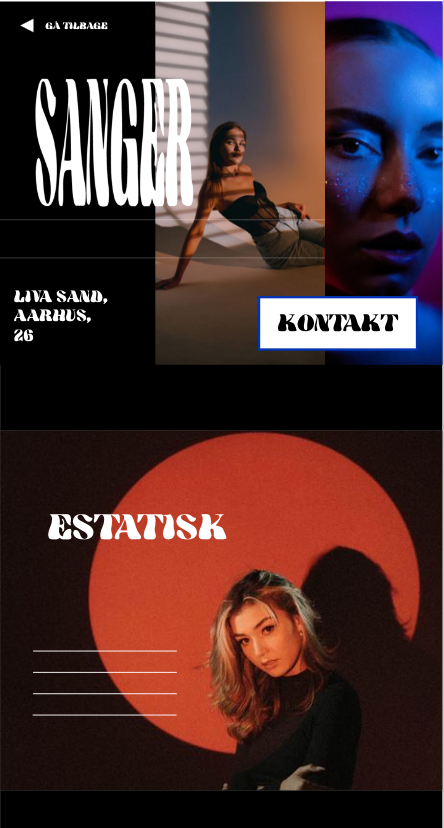 GÅ TILBAGE
SANGER
LIVA SAND,
AARHUS,
26
KONTAKT
ESTATISK